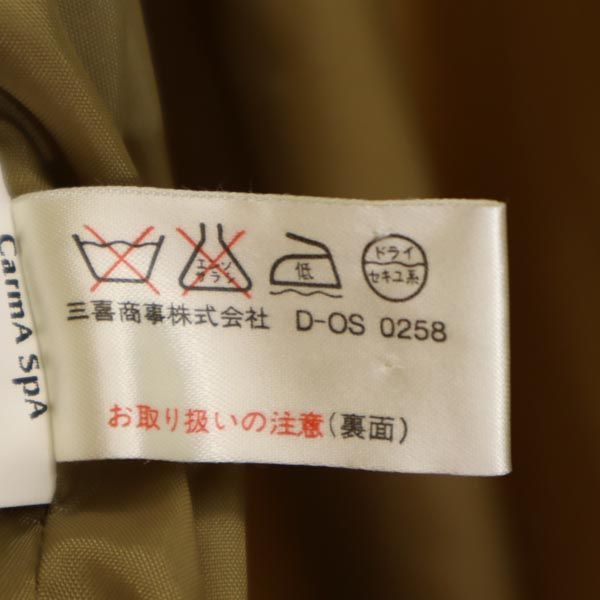 CarmA SpA
エンソ
サラシ
低
ドライ
セキユ系
三喜商事株式会社 D-OS 0258
お取り扱いの注意(裏面)